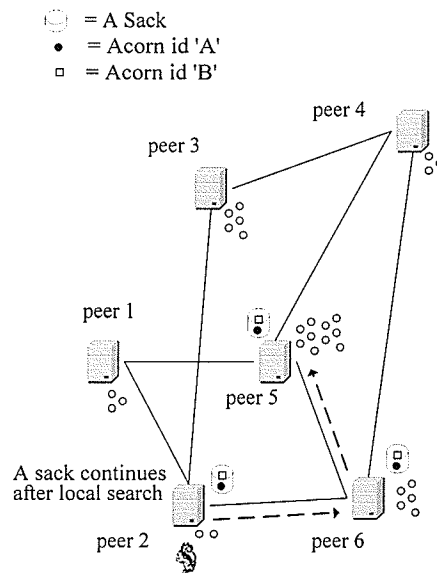 = A Sack
= Acorn id 'A'
= Acorn id 'B'
peer 4
peer 3
peer 1
peer 5
A sack continues
after local search
peer 2
peer 6